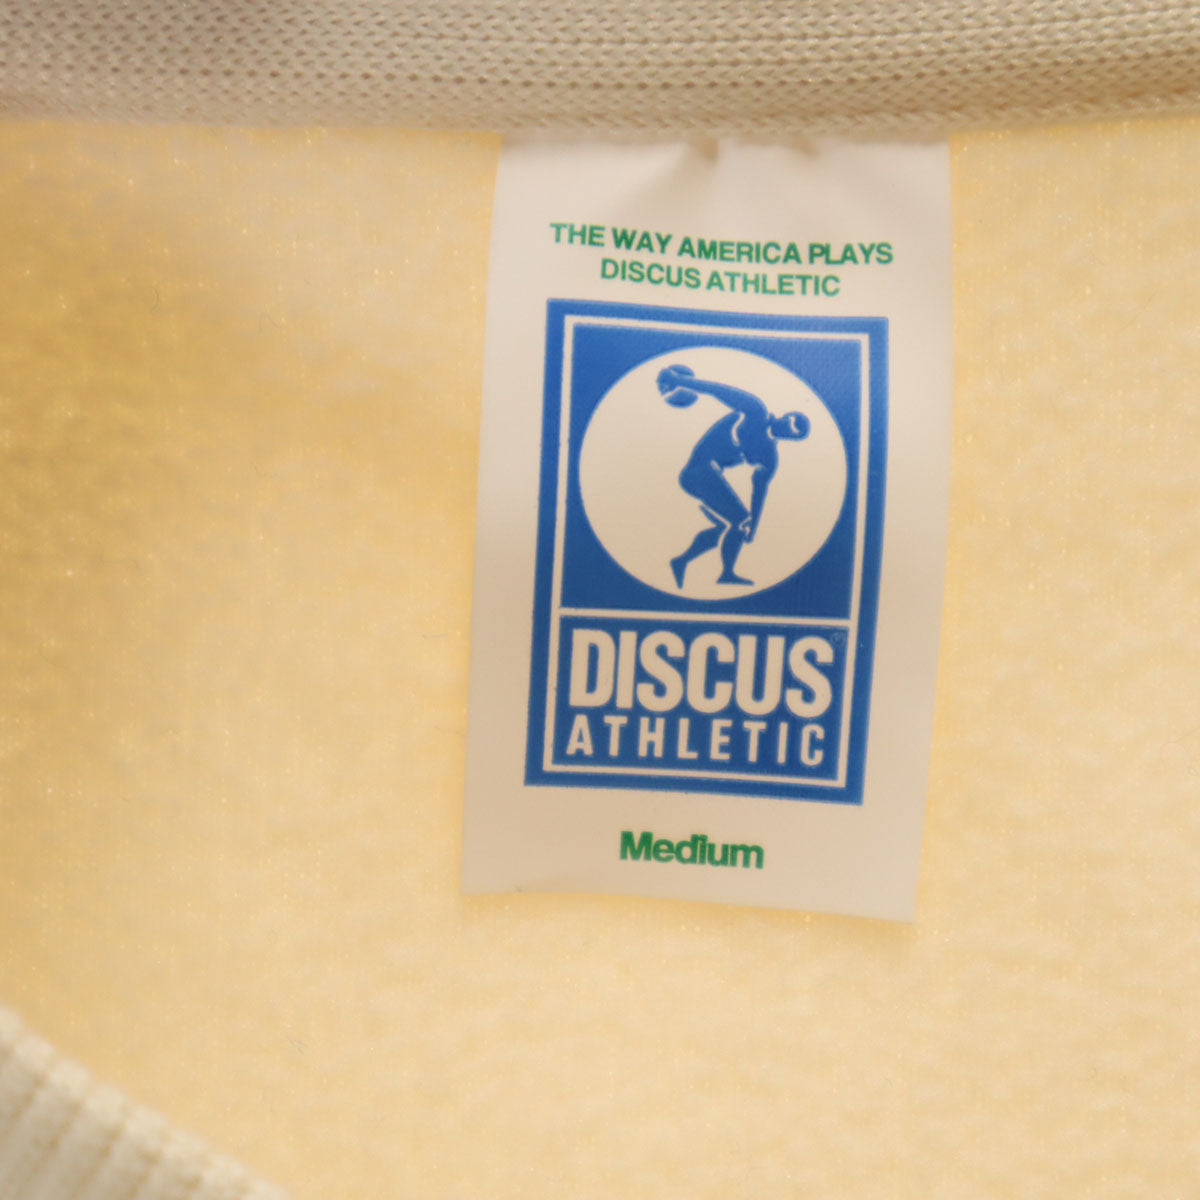 THE WAY AMERICA PLAYS
DISCUS ATHLETIC
DISCUS®
ATHLETIC
Medium